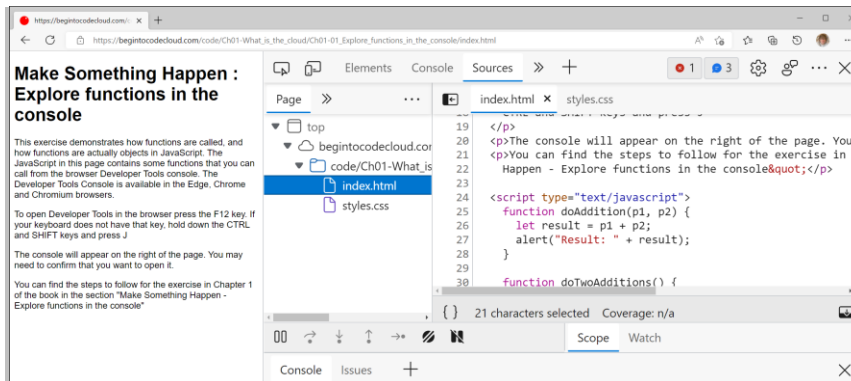 https://begintocodecloud.com/
https://begintocodecloud.com/code/Ch01-What_is_the_cloud/Ch01-01_Explore_functions_in_the_console/index.html
Make Something Happen :
Explore functions in the
console
This exercise demonstrates how functions are called, and
how functions are actually objects in JavaScript. The
JavaScript in this page contains some functions that you can
call from the browser Developer Tools console. The
Developer Tools Console is available in the Edge, Chrome
and Chromium browsers.
To open Developer Tools in the browser press the F12 key. If
your keyboard does not have that key, hold down the CTRL
and SHIFT keys and press J
The console will appear on the right of the page. You may
need to confirm that you want to open it.
You can find the steps to follow for the exercise in Chapter 1
of the book in the section "Make Something Happen -
Explore functions in the console"
Elements Console Sources 1 3
Page
top
begintocodecloud.com
code/Ch01-What_is
index.html
styles.css
index.html styles.css
18 CTRL and SHIFT keys and press J
19 </p>
20 <p>The console will appear on the right of the page. You
21 <p>You can find the steps to follow for the exercise in
22 Happen - Explore functions in the console&quot;</p>
23
24 <script type="text/javascript">
25 function doAddition(p1, p2) {
26 let result = p1 + p2;
27 alert("Result: " + result);
28 }
29
30 function doTwoAdditions() {
{ } 21 characters selected Coverage: n/a
Scope Watch
Console Issues